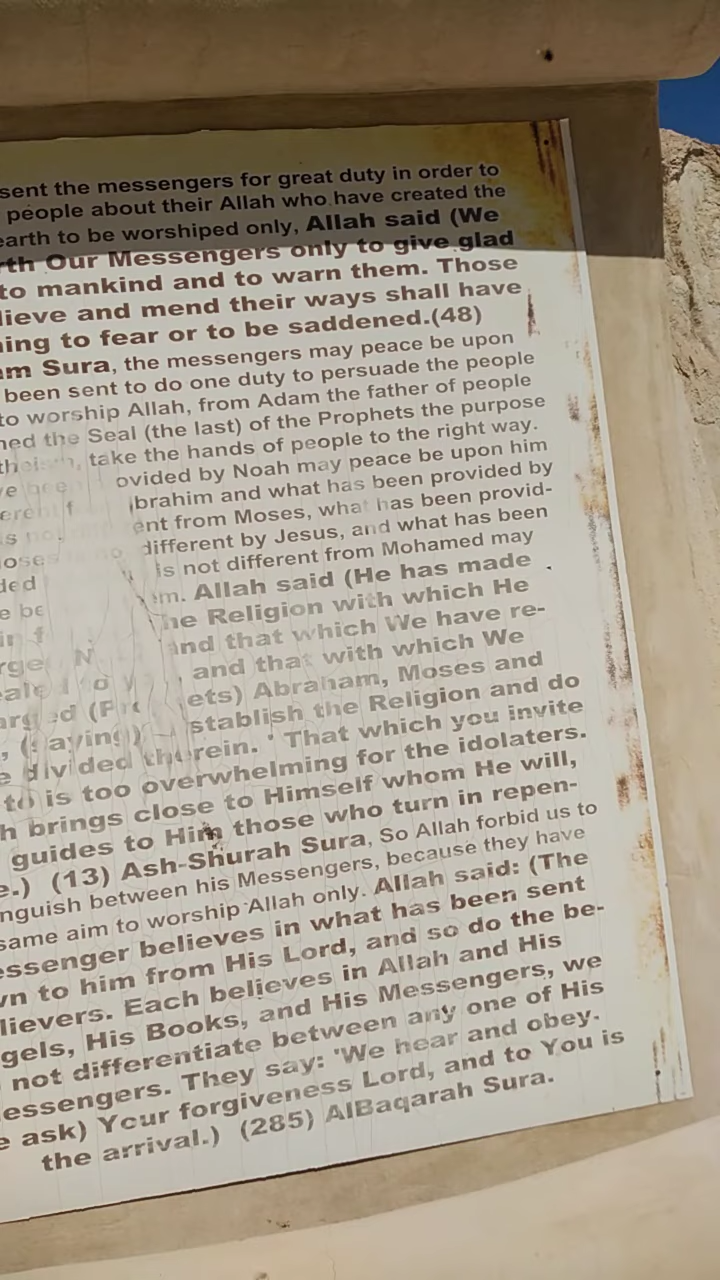 sent the messengers for great duty in order to
people about their Allah who have created the
earth to be worshiped only, Allah said (We
rth Our Messengers only to give glad
to mankind and to warn them. Those
lieve and mend their ways shall have
ing to fear or to be saddened.(48)
am Sura, the messengers may peace be upon
been sent to do one duty to persuade the people
to worship Allah, from Adam the father of people
ned the Seal (the last) of the Prophets the purpose
take the hands of people to the right way.
ovided by Noah may peace be upon him
brahim and what has been provided by
ent from Moses, what has been provid-
different by Jesus, and what has been
is not different from Mohamed may
m. Allah said (He has made
he Religion with which He
and that which We have re-
and that with which We
ets) Abraham, Moses and
stablish the Religion and do
e divided therein. ' That which you invite
to is too overwhelming for the idolaters.
h brings close to Himself whom He will,
guides to Him those who turn in repen-
e.) (13) Ash-Shurah Sura, So Allah forbid us to
nguish between his Messengers, because they have
same aim to worship Allah only. Allah said: (The
essenger believes in what has been sent
wn to him from His Lord, and so do the be-
lievers. Each believes in Allah and His
gels, His Books, and His Messengers, we
not differentiate between any one of His
essengers. They say: 'We hear and obey.
e ask) Your forgiveness Lord, and to You is
the arrival.) (285) AlBaqarah Sura.